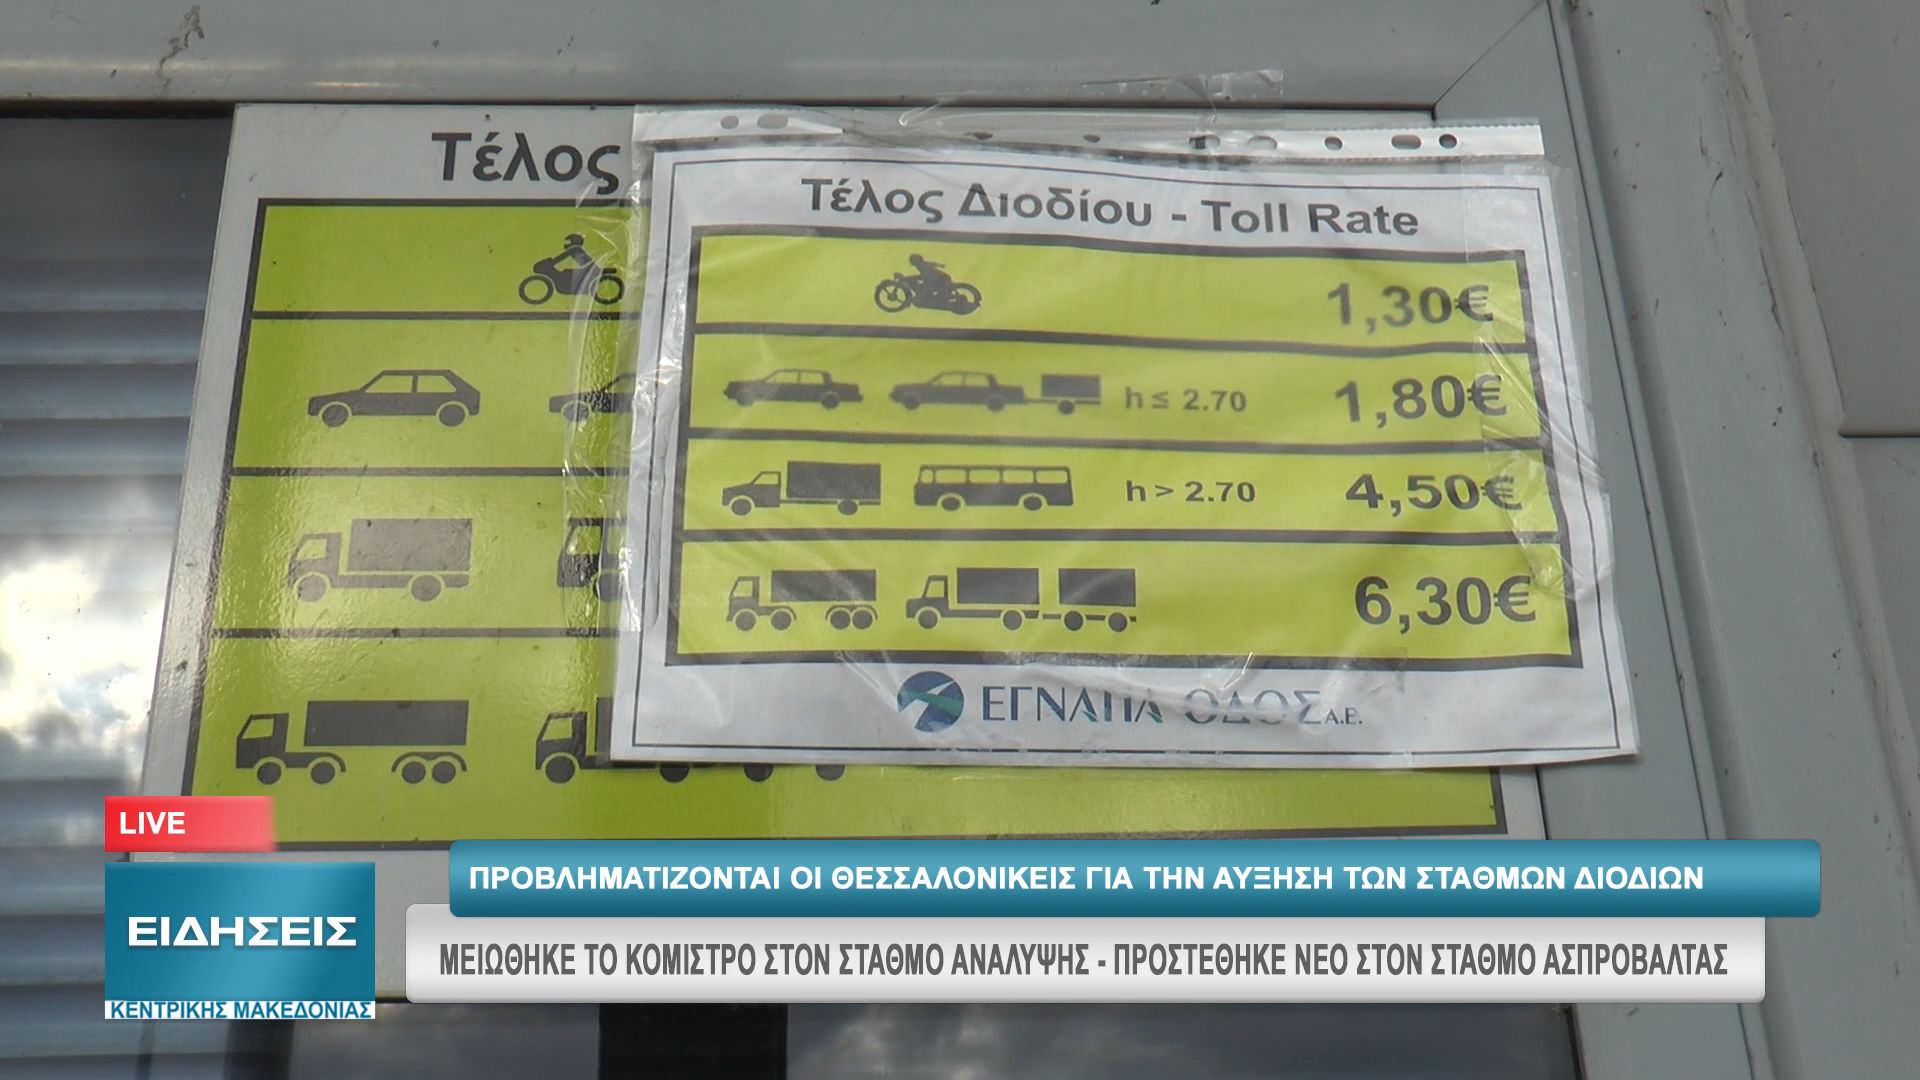 Τέλος
Τέλος Διοδίου - Toll Rate
1,30€
h ≤ 2.70 1,80€
h > 2.70 4,50€
6,30€
ΕΓΝΑΤΙΑ ΟΔΟΣ Α.Ε.
LIVE
ΠΡΟΒΛΗΜΑΤΙΖΟΝΤΑΙ ΟΙ ΘΕΣΣΑΛΟΝΙΚΕΙΣ ΓΙΑ ΤΗΝ ΑΥΞΗΣΗ ΤΩΝ ΣΤΑΘΜΩΝ ΔΙΟΔΙΩΝ
ΕΙΔΗΣΕΙΣ
ΜΕΙΩΘΗΚΕ ΤΟ ΚΟΜΙΣΤΡΟ ΣΤΟΝ ΣΤΑΘΜΟ ΑΝΑΛΥΨΗΣ - ΠΡΟΣΤΕΘΗΚΕ ΝΕΟ ΣΤΟΝ ΣΤΑΘΜΟ ΑΣΠΡΟΒΑΛΤΑΣ
ΚΕΝΤΡΙΚΗΣ ΜΑΚΕΔΟΝΙΑΣ